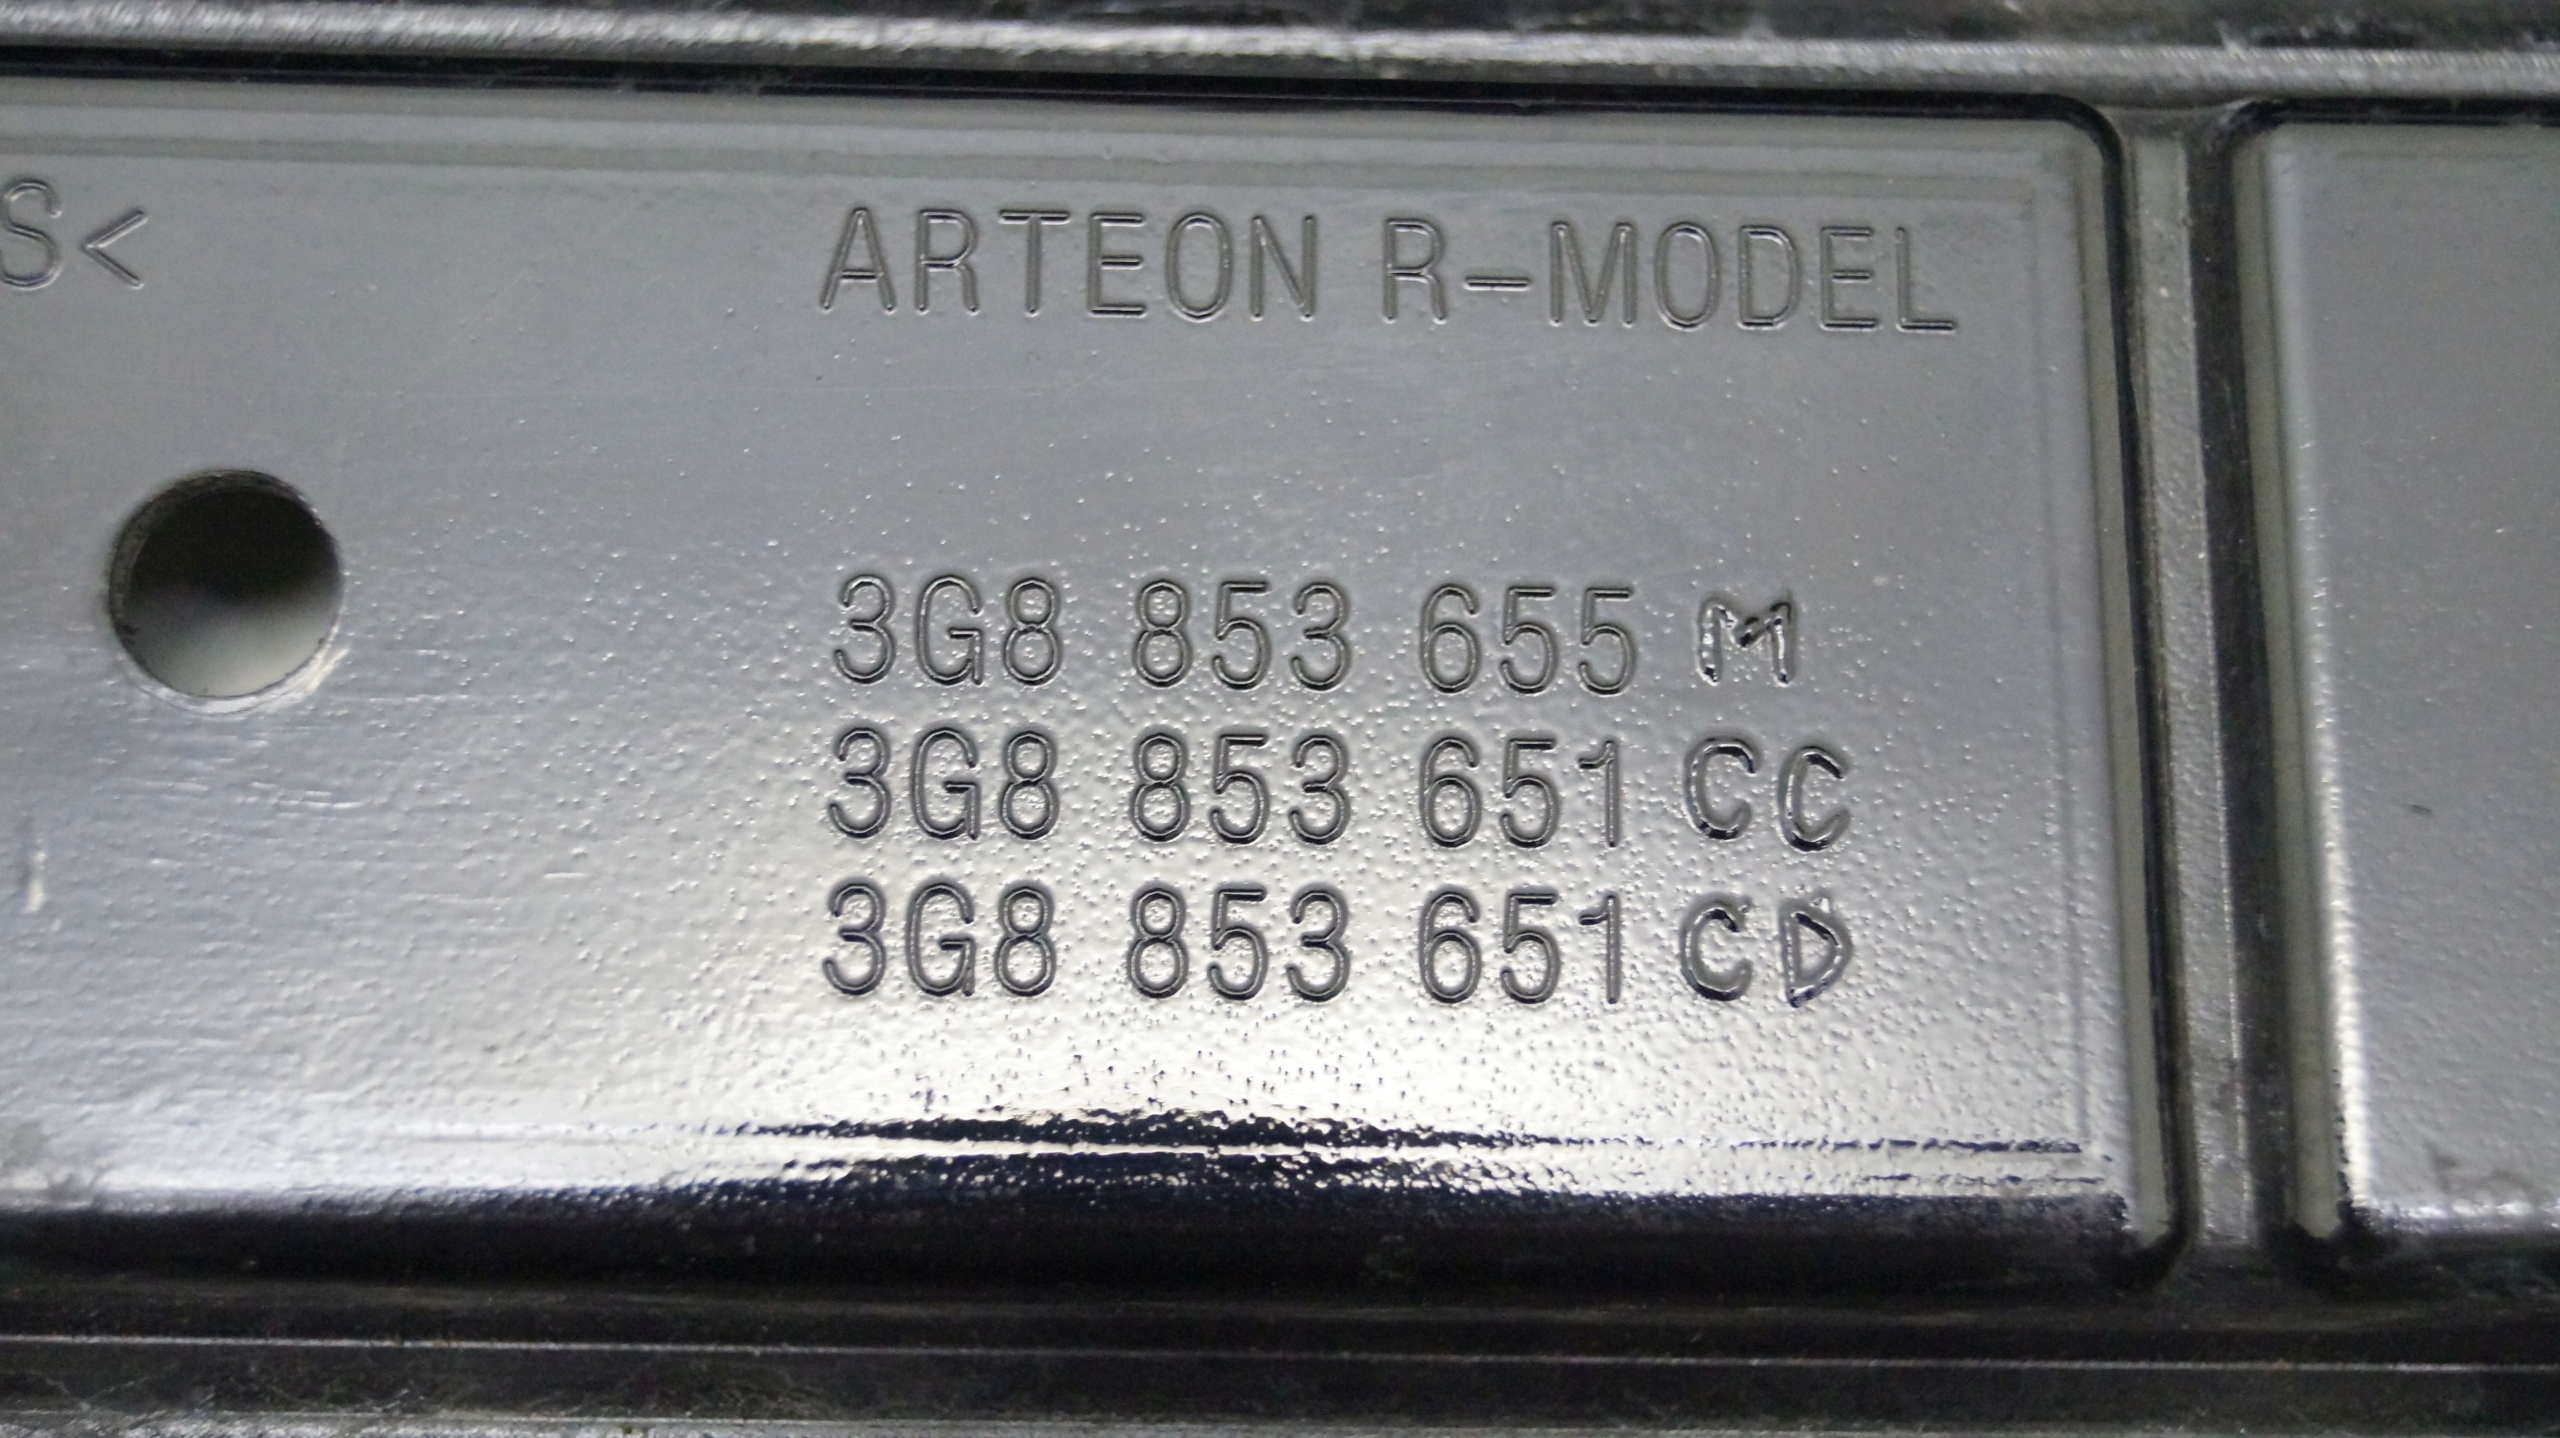 S<
ARTEON R-MODEL
3G8 853 655 M
3G8 853 651 CC
3G8 853 651 CD